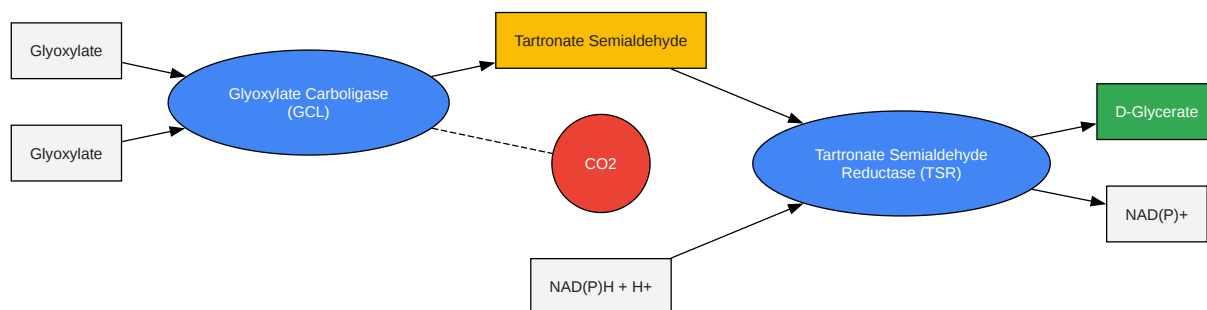 Glyoxylate
Glyoxylate
Glyoxylate Carboligase
(GCL)
Tartronate Semialdehyde
CO2
NAD(P)H + H+
Tartronate Semialdehyde
Reductase (TSR)
D-Glycerate
NAD(P)+